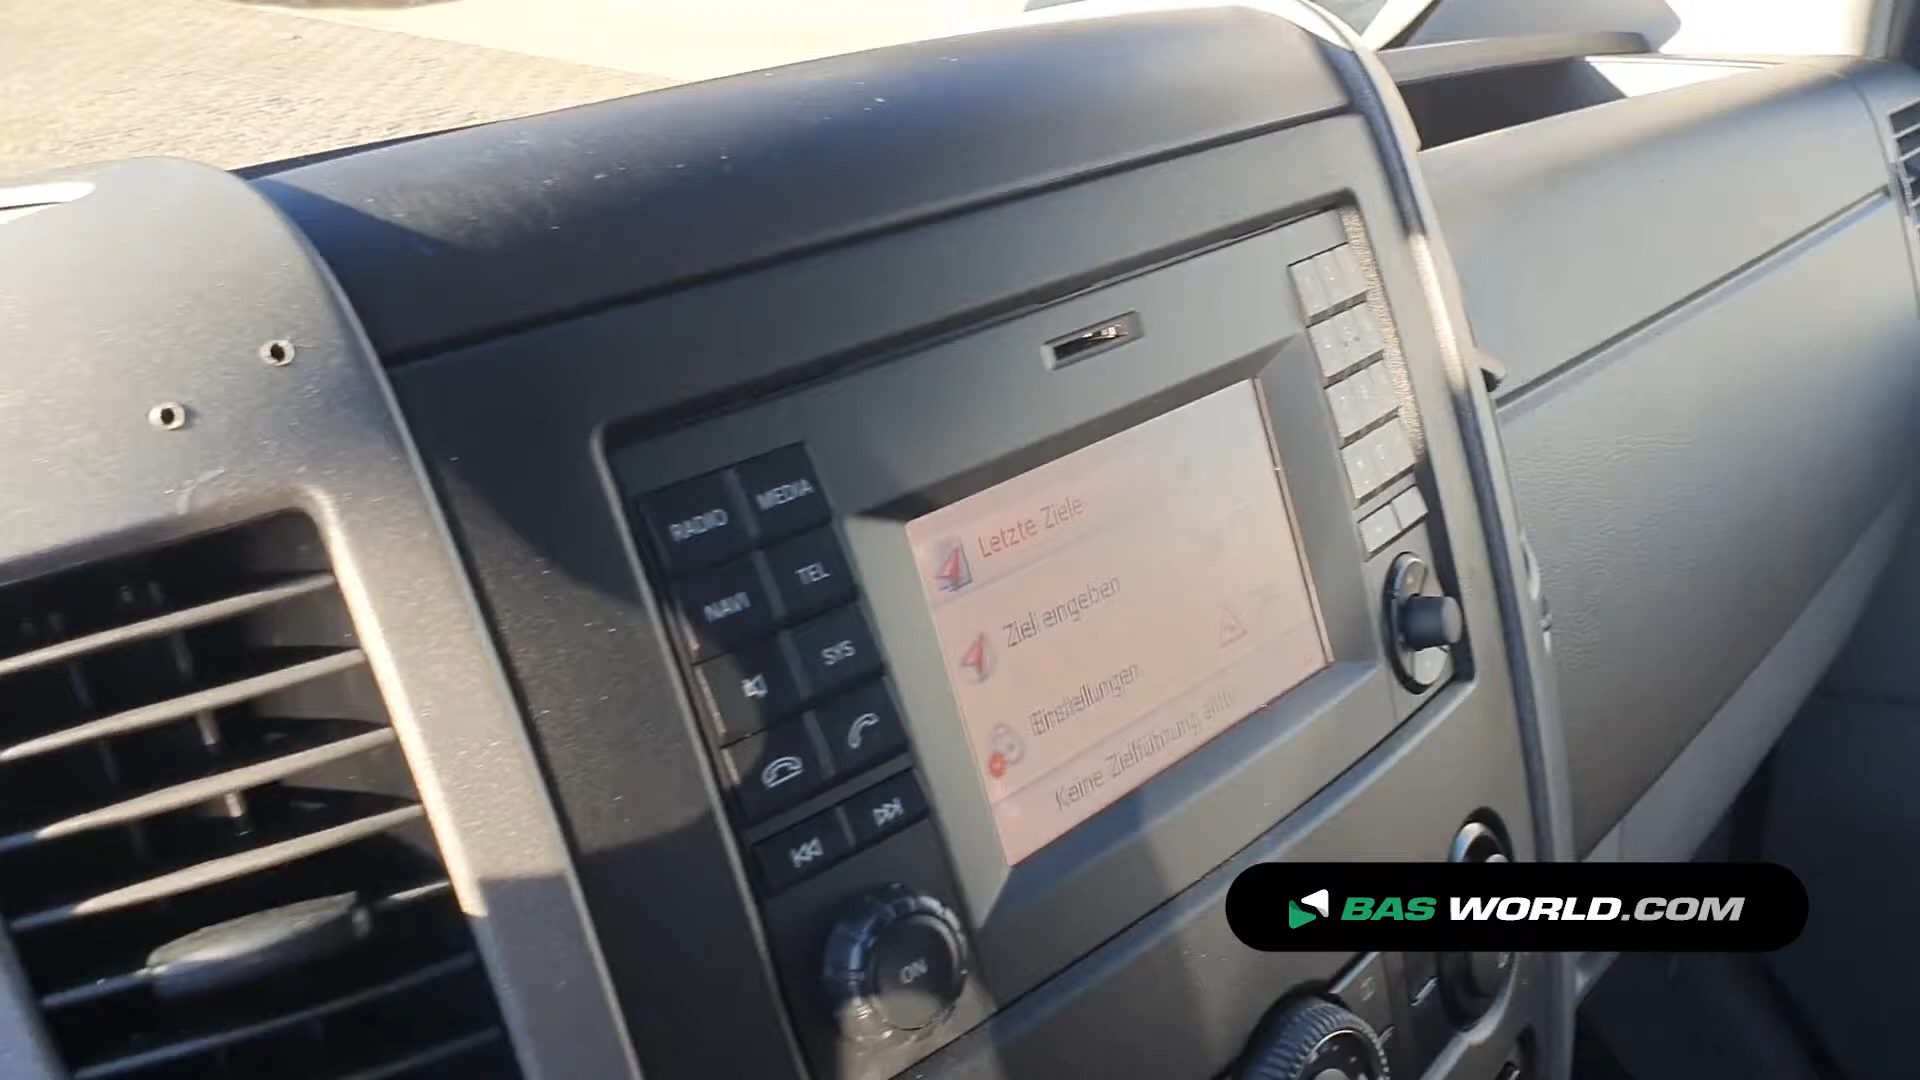 RADIO
MEDIA
NAVI
TEL
SYS
ON
Letzte Ziele
Ziel eingeben
Einstellungen
Keine Zielführung
BAS WORLD.COM